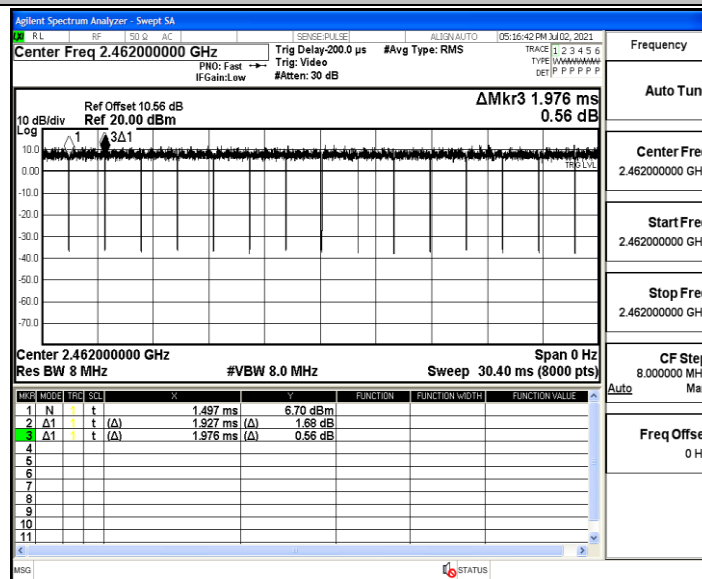 Agilent Spectrum Analyzer - Swept SA
RL RF 50 Ω AC SENSE:PULSE ALIGN AUTO 05:16:42 PM Jul 02, 2021
Center Freq 2.462000000 GHz
PNO: Fast
IFGain:Low
Trig Delay-200.0 µs
Trig: Video
#Atten: 30 dB
#Avg Type: RMS
TRACE 1 2 3 4 5 6
TYPE
DET P P P P P P
ΔMkr3 1.976 ms
0.56 dB
Ref Offset 10.56 dB
10 dB/div Ref 20.00 dBm
Log
1 3Δ1
10.0
TRIG LVL
0.00
-10.0
-20.0
-30.0
-40.0
-50.0
-60.0
-70.0
Center 2.462000000 GHz Span 0 Hz
Res BW 8 MHz #VBW 8.0 MHz Sweep 30.40 ms (8000 pts)
MKR MODE TRC SCL X Y FUNCTION FUNCTION WIDTH FUNCTION VALUE
1 N 1 t 1.497 ms 6.70 dBm
2 Δ1 1 t (Δ) 1.927 ms (Δ) 1.68 dB
3 Δ1 1 t (Δ) 1.976 ms (Δ) 0.56 dB
4
5
6
7
8
9
10
11
MSG STATUS
Frequency
Auto Tun
Center Fre
2.462000000 GH
Start Fre
2.462000000 GH
Stop Fre
2.462000000 GH
CF Step
8.000000 MH
Auto Ma
Freq Offse
0 H